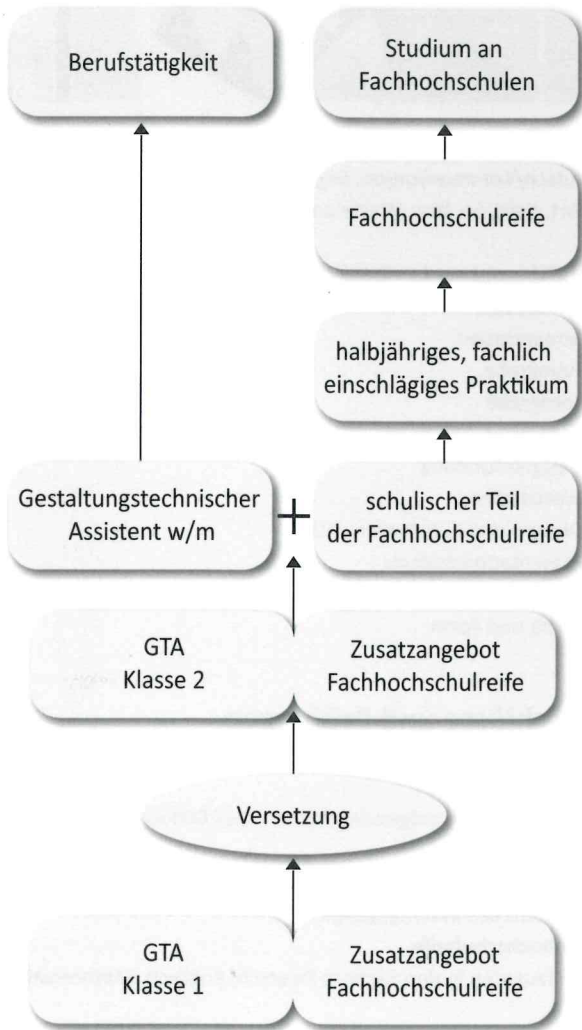 Berufstätigkeit
Studium an
Fachhochschulen
Fachhochschulreife
halbjähriges, fachlich
einschlägiges Praktikum
Gestaltungstechnischer
Assistent w/m
+
schulischer Teil
der Fachhochschulreife
GTA
Klasse 2
Zusatzangebot
Fachhochschulreife
Versetzung
GTA
Klasse 1
Zusatzangebot
Fachhochschulreife